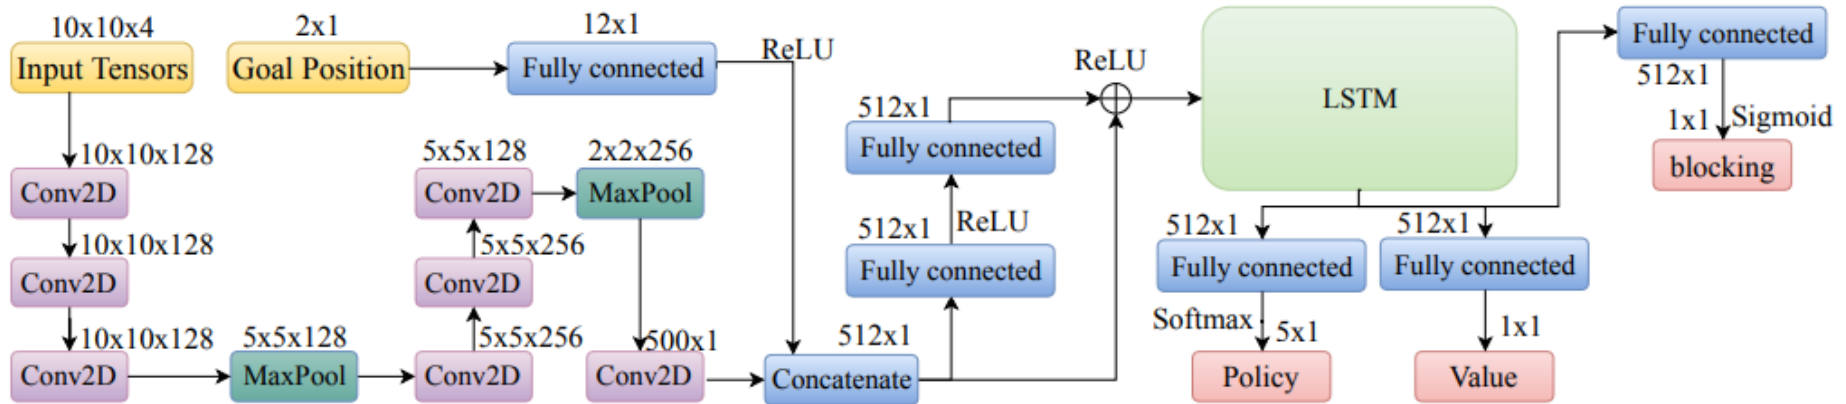 10x10x4
Input Tensors
2x1
Goal Position
12x1
Fully connected
ReLU
10x10x128
Conv2D
10x10x128
Conv2D
10x10x128
Conv2D
5x5x128
MaxPool
5x5x256
Conv2D
5x5x256
Conv2D
5x5x128
Conv2D
2x2x256
MaxPool
500x1
Conv2D
512x1
Concatenate
512x1
Fully connected
ReLU
512x1
Fully connected
ReLU
LSTM
512x1
Fully connected
Softmax
5x1
Policy
512x1
Fully connected
1x1
Value
Fully connected
512x1
1x1
Sigmoid
blocking